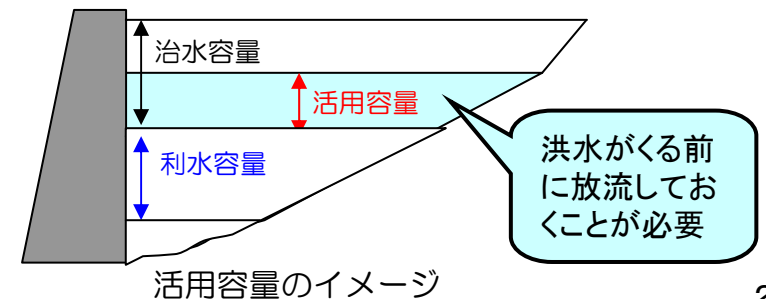 治水容量
活用容量
利水容量
洪水がくる前
に放流してお
くことが必要
活用容量のイメージ